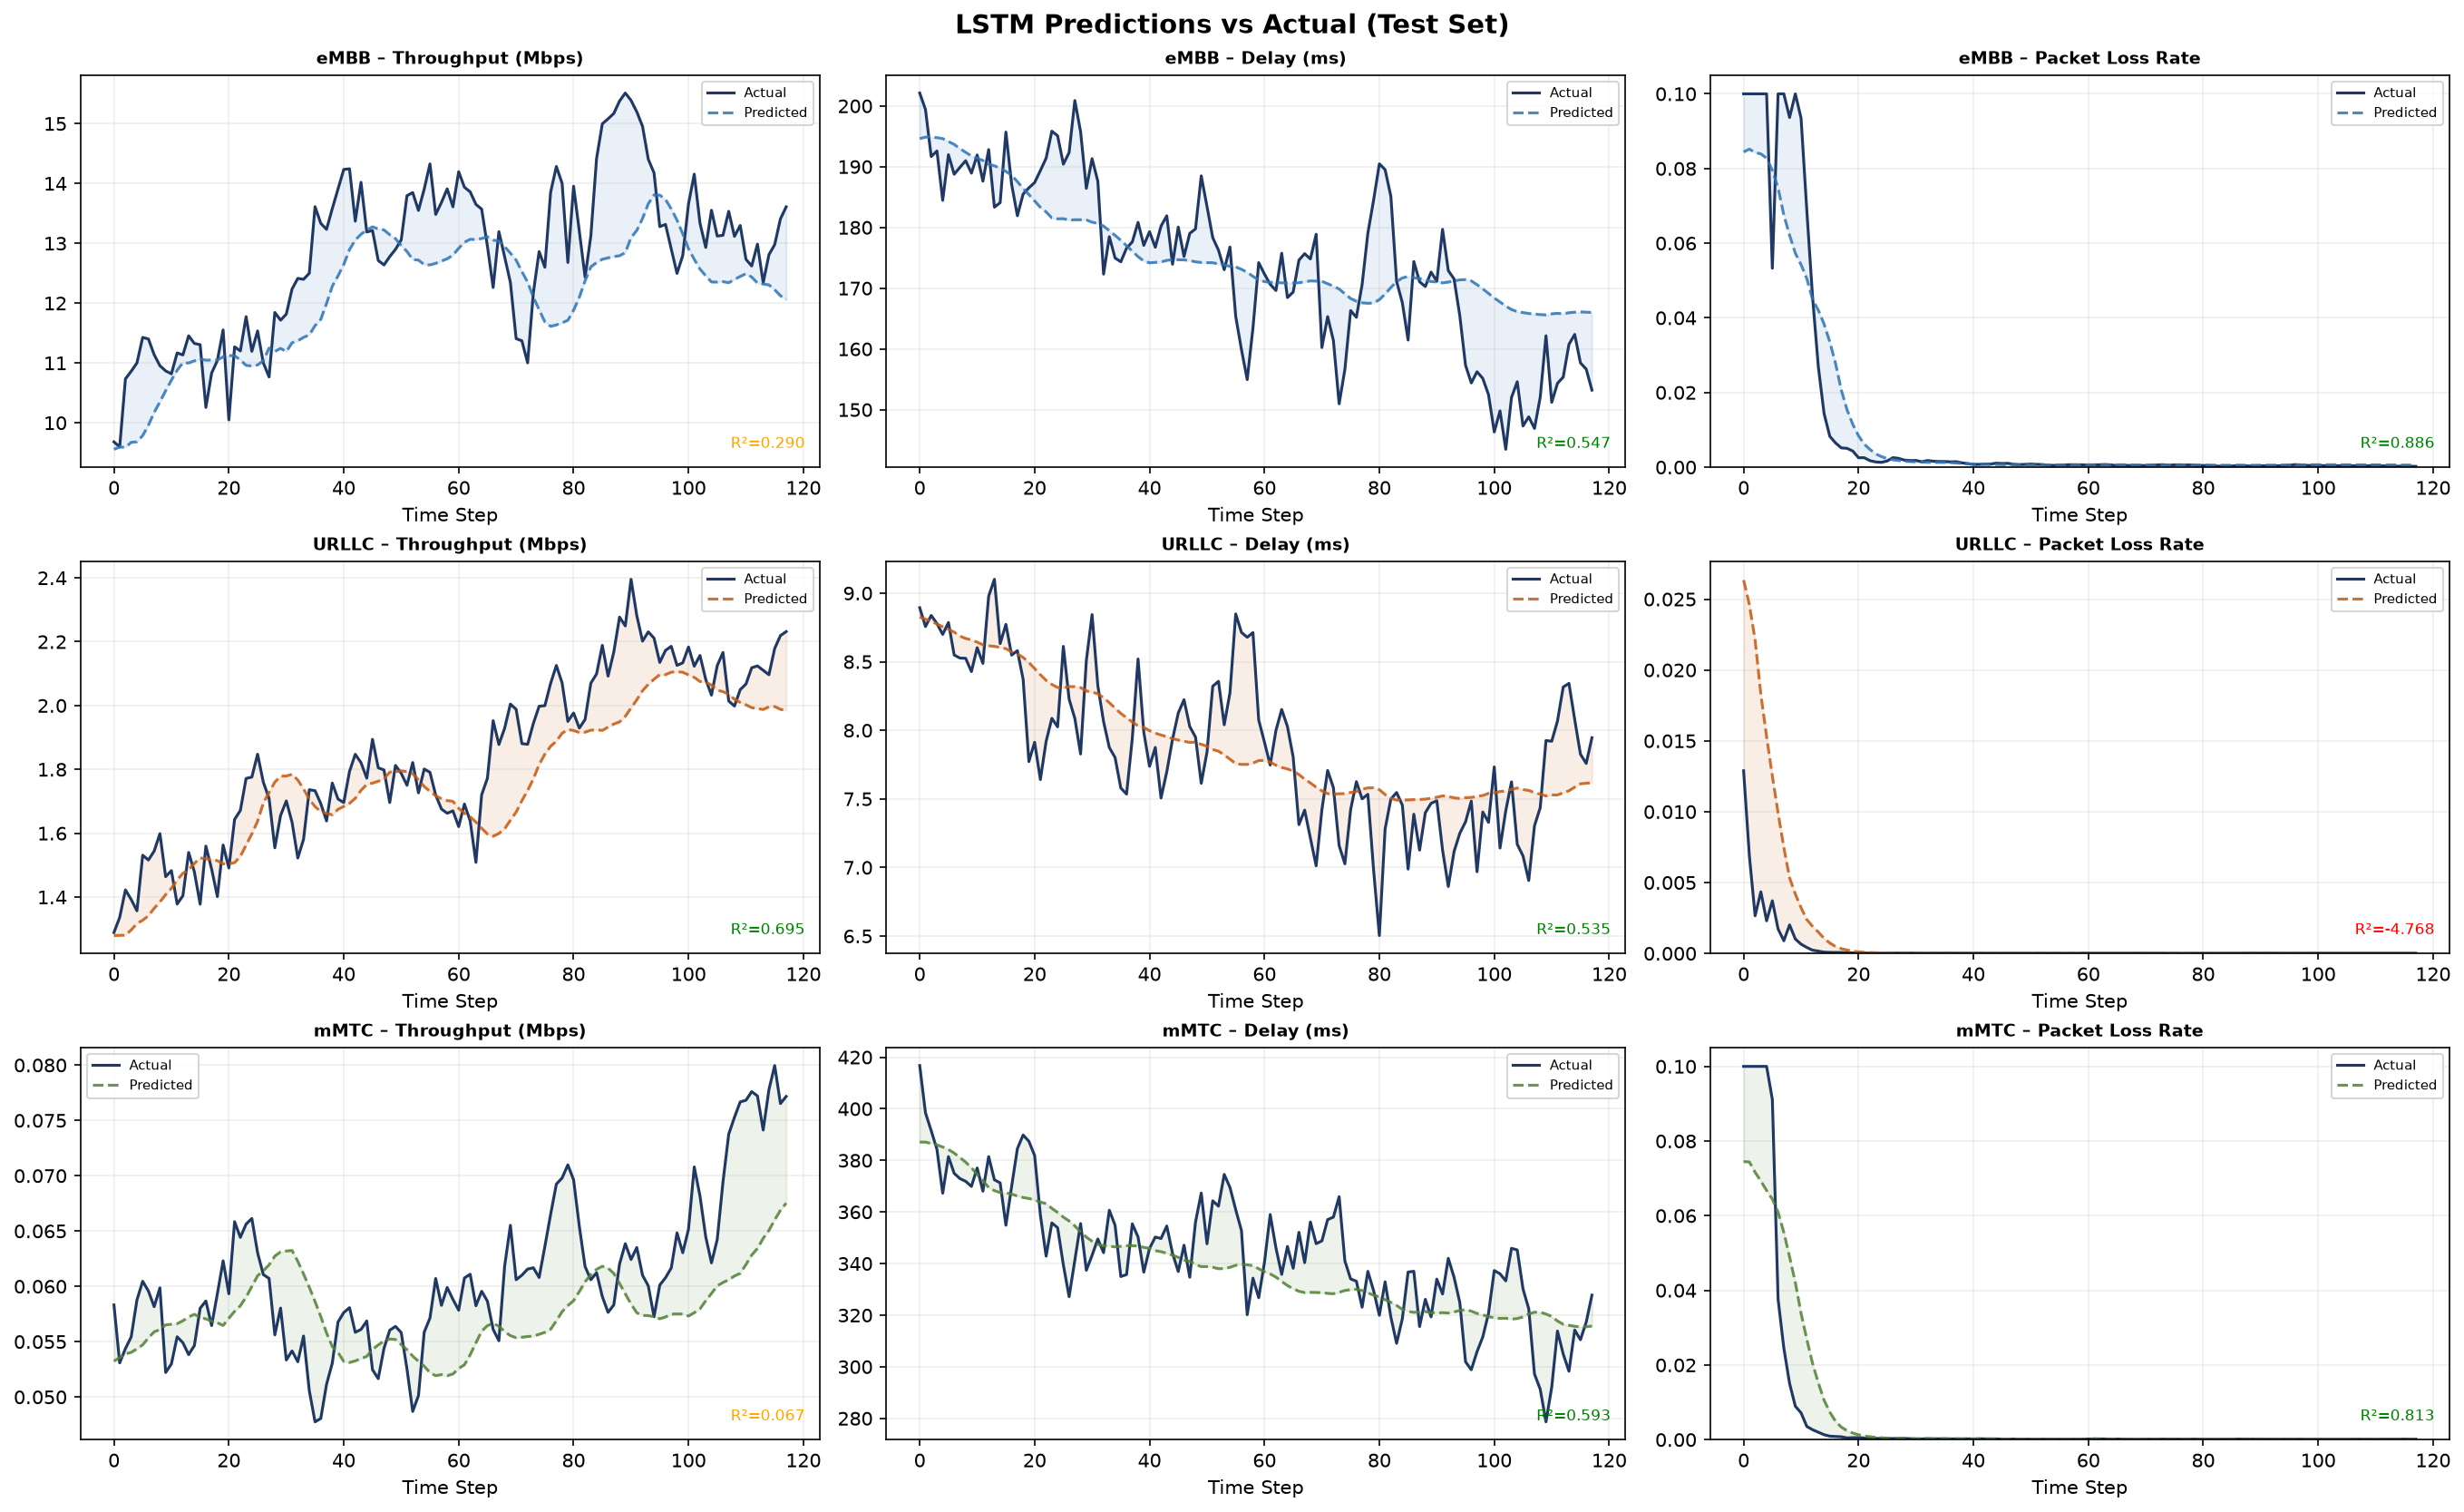 LSTM Predictions vs Actual (Test Set)
eMBB – Throughput (Mbps)
Actual
Predicted
15
14
13
12
11
10
R²=0.290
0 20 40 60 80 100 120
Time Step
eMBB – Delay (ms)
Actual
Predicted
200
190
180
170
160
150
R²=0.547
0 20 40 60 80 100 120
Time Step
eMBB – Packet Loss Rate
Actual
Predicted
0.10
0.08
0.06
0.04
0.02
0.00
R²=0.886
0 20 40 60 80 100 120
Time Step
URLLC – Throughput (Mbps)
Actual
Predicted
2.4
2.2
2.0
1.8
1.6
1.4
R²=0.695
0 20 40 60 80 100 120
Time Step
URLLC – Delay (ms)
Actual
Predicted
9.0
8.5
8.0
7.5
7.0
6.5
R²=0.535
0 20 40 60 80 100 120
Time Step
URLLC – Packet Loss Rate
Actual
Predicted
0.025
0.020
0.015
0.010
0.005
0.000
R²=-4.768
0 20 40 60 80 100 120
Time Step
mMTC – Throughput (Mbps)
Actual
Predicted
0.080
0.075
0.070
0.065
0.060
0.055
0.050
R²=0.067
0 20 40 60 80 100 120
Time Step
mMTC – Delay (ms)
Actual
Predicted
420
400
380
360
340
320
300
280
R²=0.593
0 20 40 60 80 100 120
Time Step
mMTC – Packet Loss Rate
Actual
Predicted
0.10
0.08
0.06
0.04
0.02
0.00
R²=0.813
0 20 40 60 80 100 120
Time Step